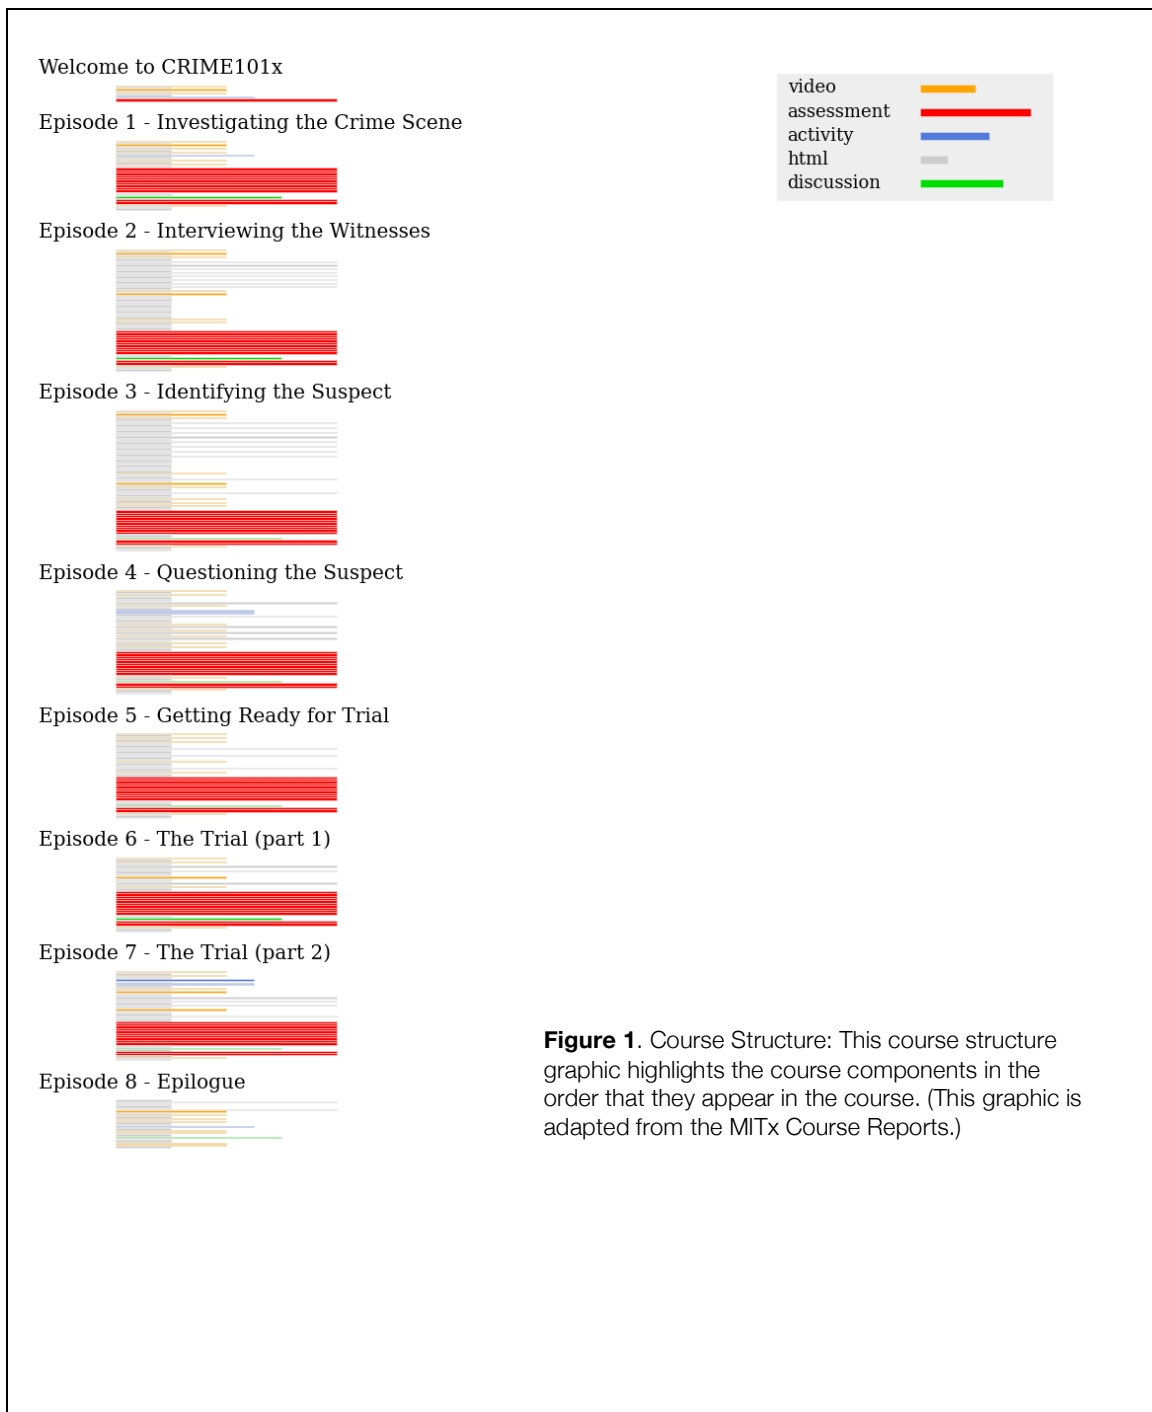 Welcome to CRIME101x
video
assessment
activity
html
discussion
Episode 1 - Investigating the Crime Scene
Episode 2 - Interviewing the Witnesses
Episode 3 - Identifying the Suspect
Episode 4 - Questioning the Suspect
Episode 5 - Getting Ready for Trial
Episode 6 - The Trial (part 1)
Episode 7 - The Trial (part 2)
Episode 8 - Epilogue
Figure 1. Course Structure: This course structure
graphic highlights the course components in the
order that they appear in the course. (This graphic is
adapted from the MITx Course Reports.)